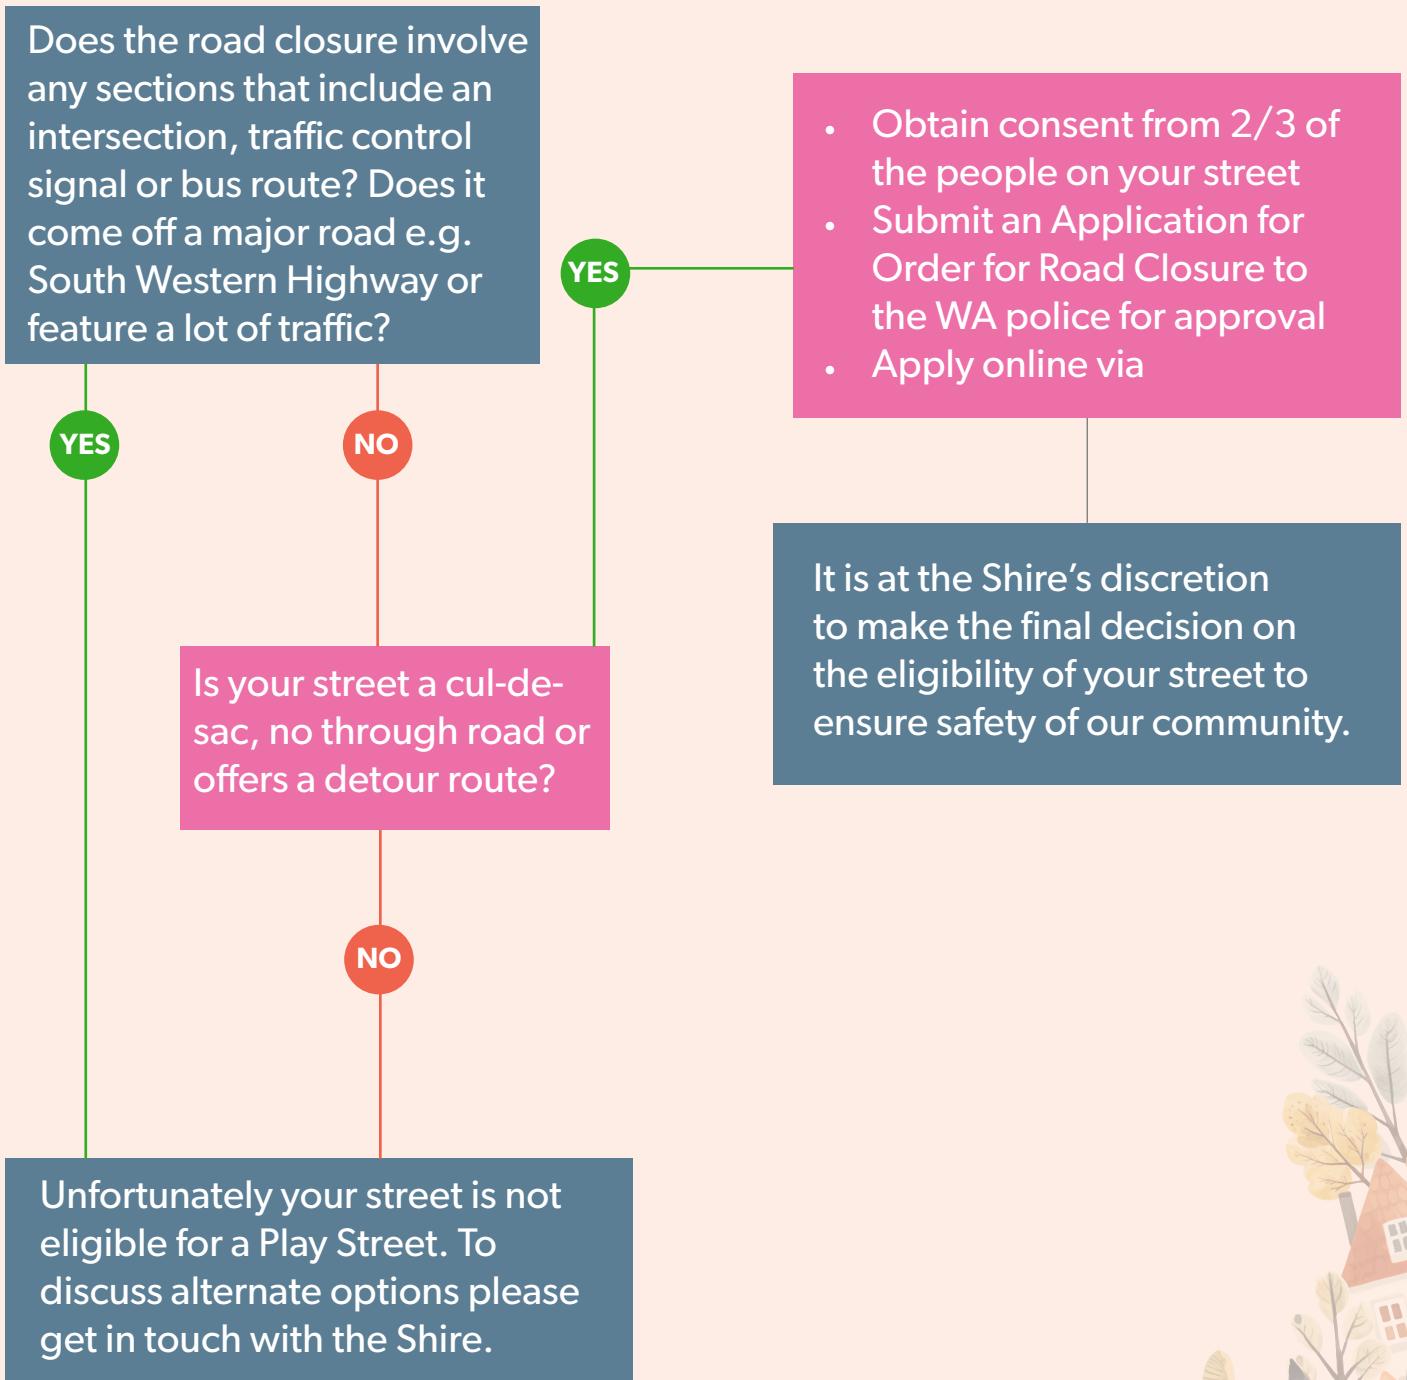 Does the road closure involve
any sections that include an
intersection, traffic control
signal or bus route? Does it
come off a major road e.g.
South Western Highway or
feature a lot of traffic?
YES
NO
Is your street a cul-de-
sac, no through road or
offers a detour route?
YES
• Obtain consent from 2/3 of
the people on your street
• Submit an Application for
Order for Road Closure to
the WA police for approval
• Apply online via
It is at the Shire’s discretion
to make the final decision on
the eligibility of your street to
ensure safety of our community.
NO
Unfortunately your street is not
eligible for a Play Street. To
discuss alternate options please
get in touch with the Shire.